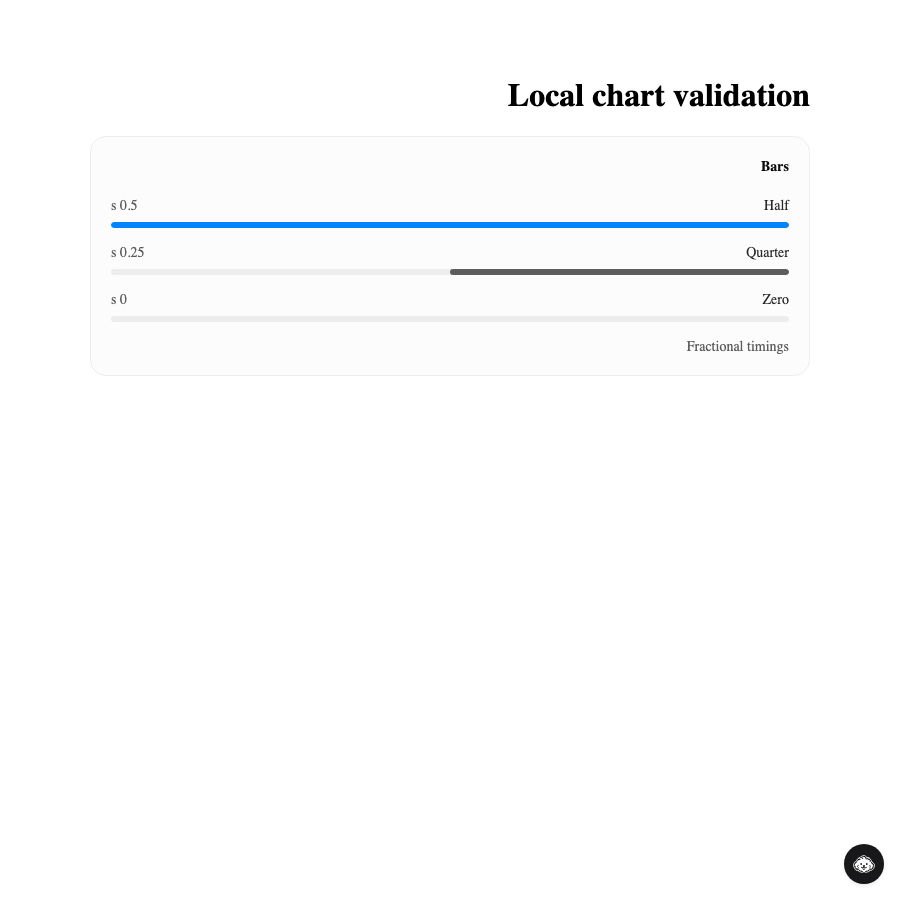 Local chart validation
Bars
Half
s 0.5
Quarter
s 0.25
Zero
s 0
Fractional timings